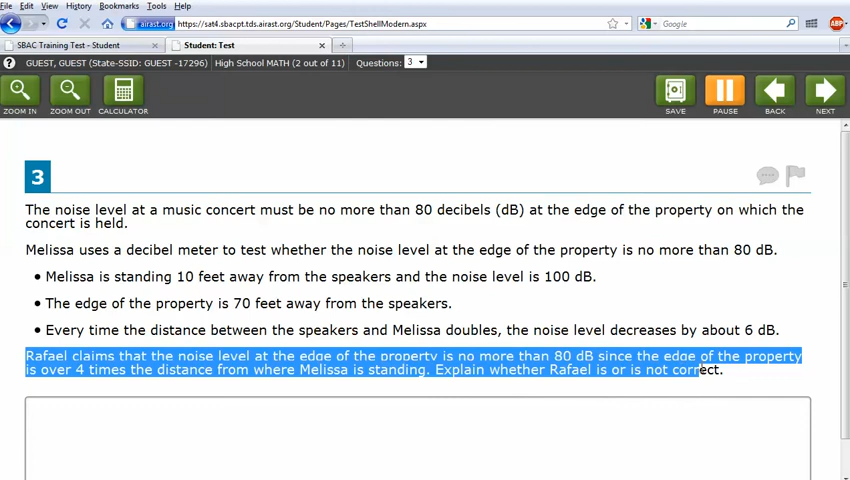 File Edit View History Bookmarks Tools Help
airast.org https://sat4.sbacpt.tds.airast.org/Student/Pages/TestShellModern.aspx Google ABP
SBAC Training Test - Student Student: Test
GUEST, GUEST (State-SSID: GUEST -17296) High School MATH (2 out of 11) Questions: 3
ZOOM IN ZOOM OUT CALCULATOR SAVE PAUSE BACK NEXT
3
The noise level at a music concert must be no more than 80 decibels (dB) at the edge of the property on which the
concert is held.
Melissa uses a decibel meter to test whether the noise level at the edge of the property is no more than 80 dB.
• Melissa is standing 10 feet away from the speakers and the noise level is 100 dB.
• The edge of the property is 70 feet away from the speakers.
• Every time the distance between the speakers and Melissa doubles, the noise level decreases by about 6 dB.
Rafael claims that the noise level at the edge of the property is no more than 80 dB since the edge of the property
is over 4 times the distance from where Melissa is standing. Explain whether Rafael is or is not correct.